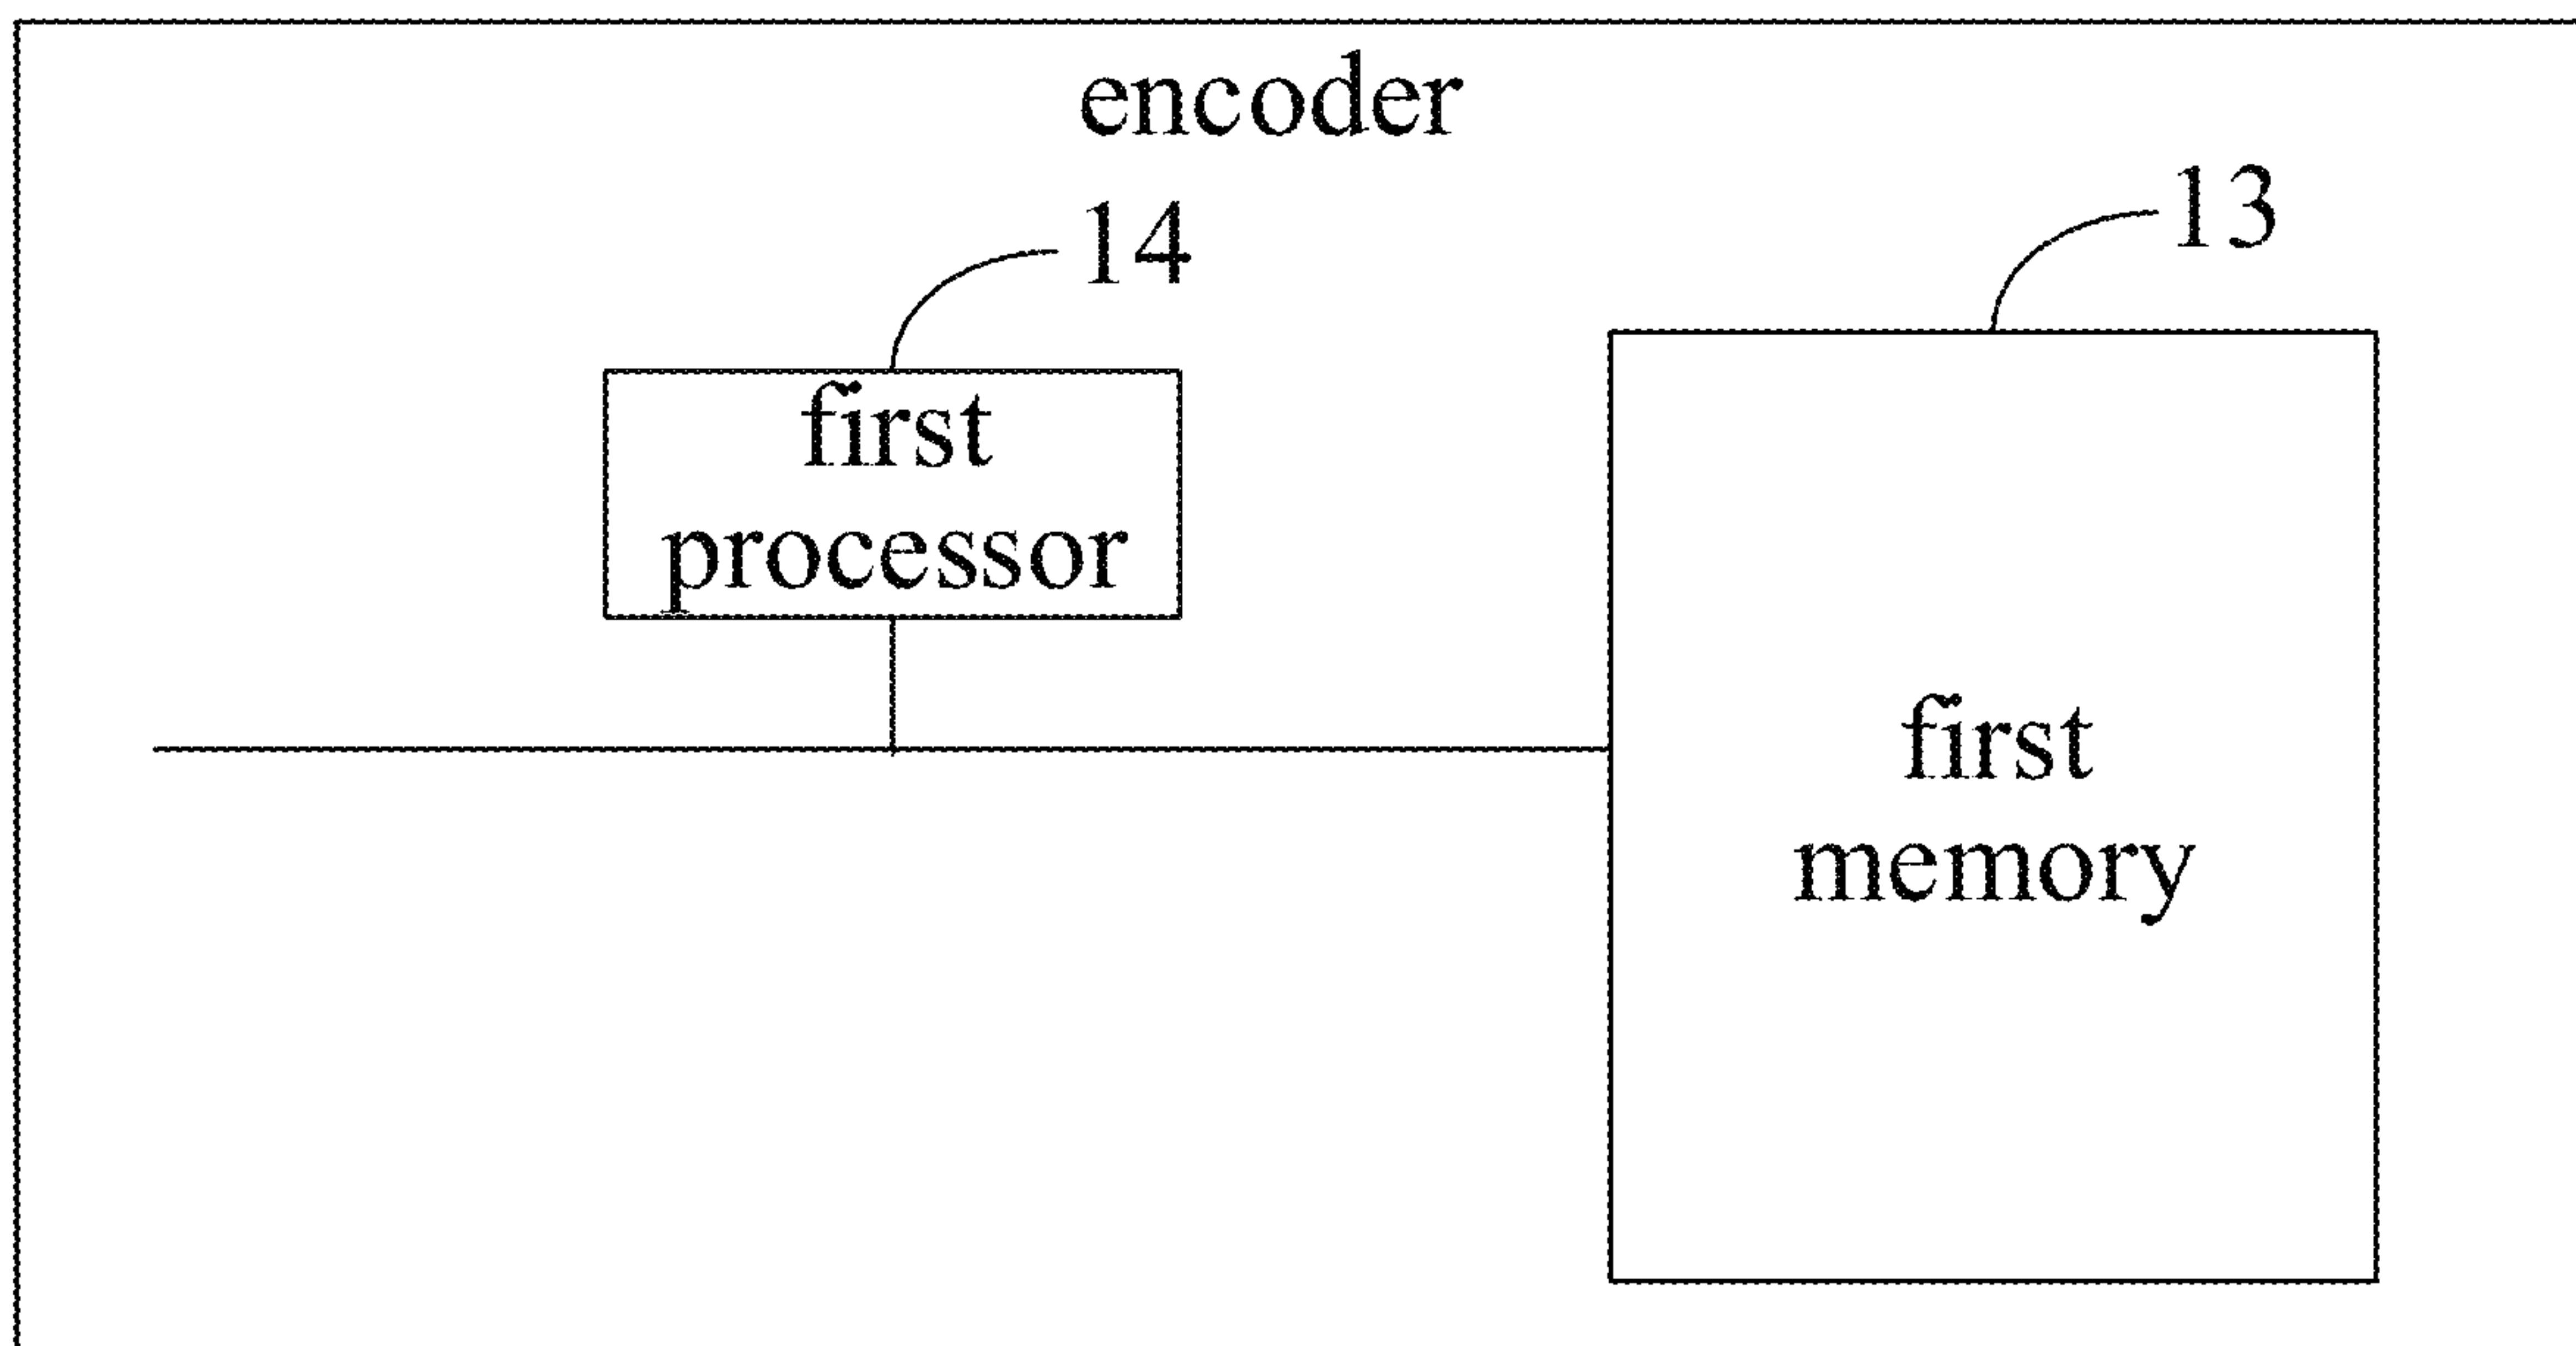 encoder
14
13
first
processor
first
memory